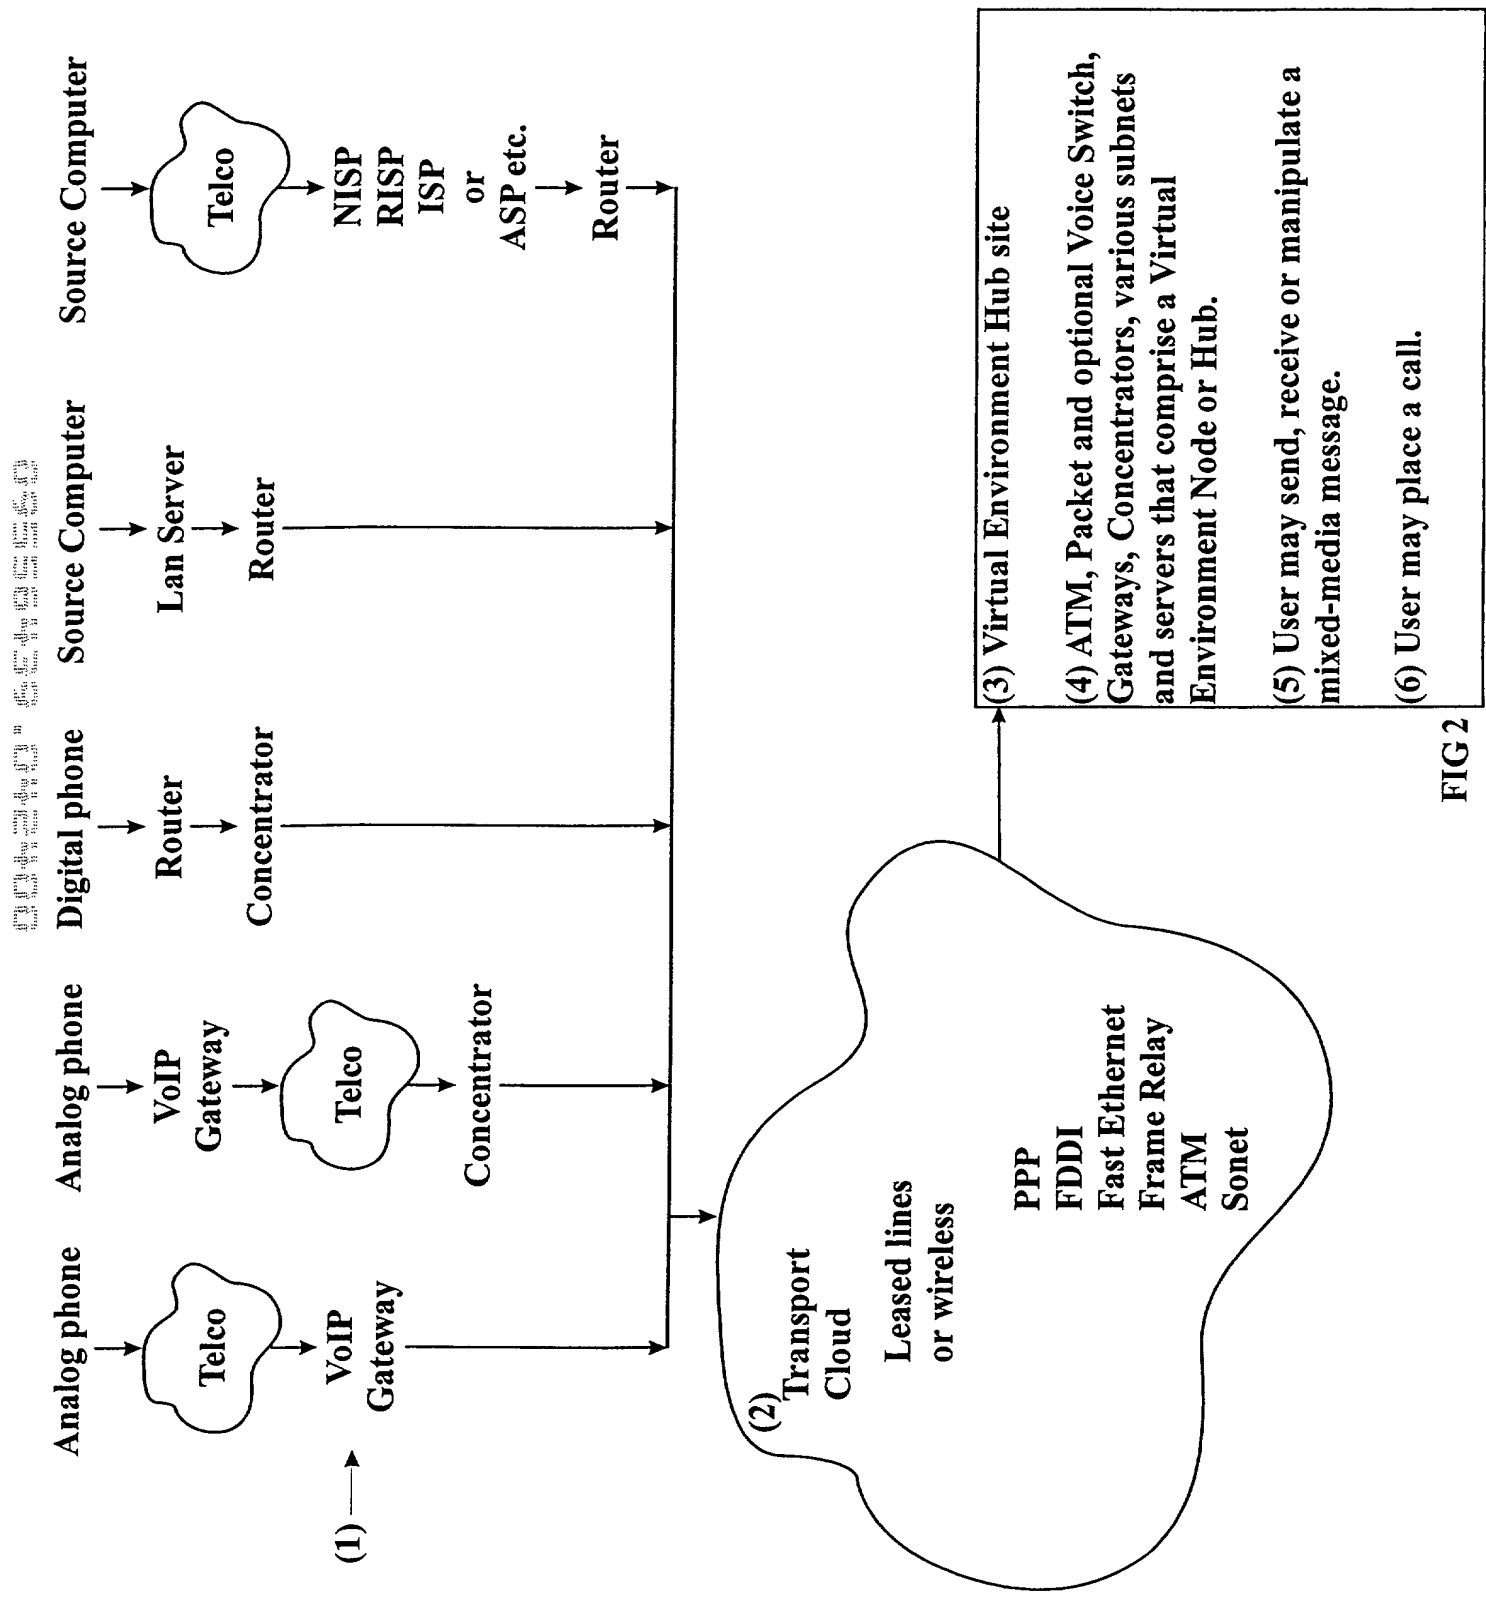 Analog phone
Telco
VoIP
Gateway
(1)
Analog phone
VoIP
Gateway
Telco
Concentrator
Digital phone
Router
Concentrator
Source Computer
Lan Server
Router
Source Computer
Telco
NISP
RISP
ISP
or
ASP etc.
Router
(2)
Transport
Cloud
Leased lines
or wireless
PPP
FDDI
Fast Ethernet
Frame Relay
ATM
Sonet
(3) Virtual Environment Hub site
(4) ATM, Packet and optional Voice Switch,
Gateways, Concentrators, various subnets
and servers that comprise a Virtual
Environment Node or Hub.
(5) User may send, receive or manipulate a
mixed-media message.
(6) User may place a call.
FIG 2